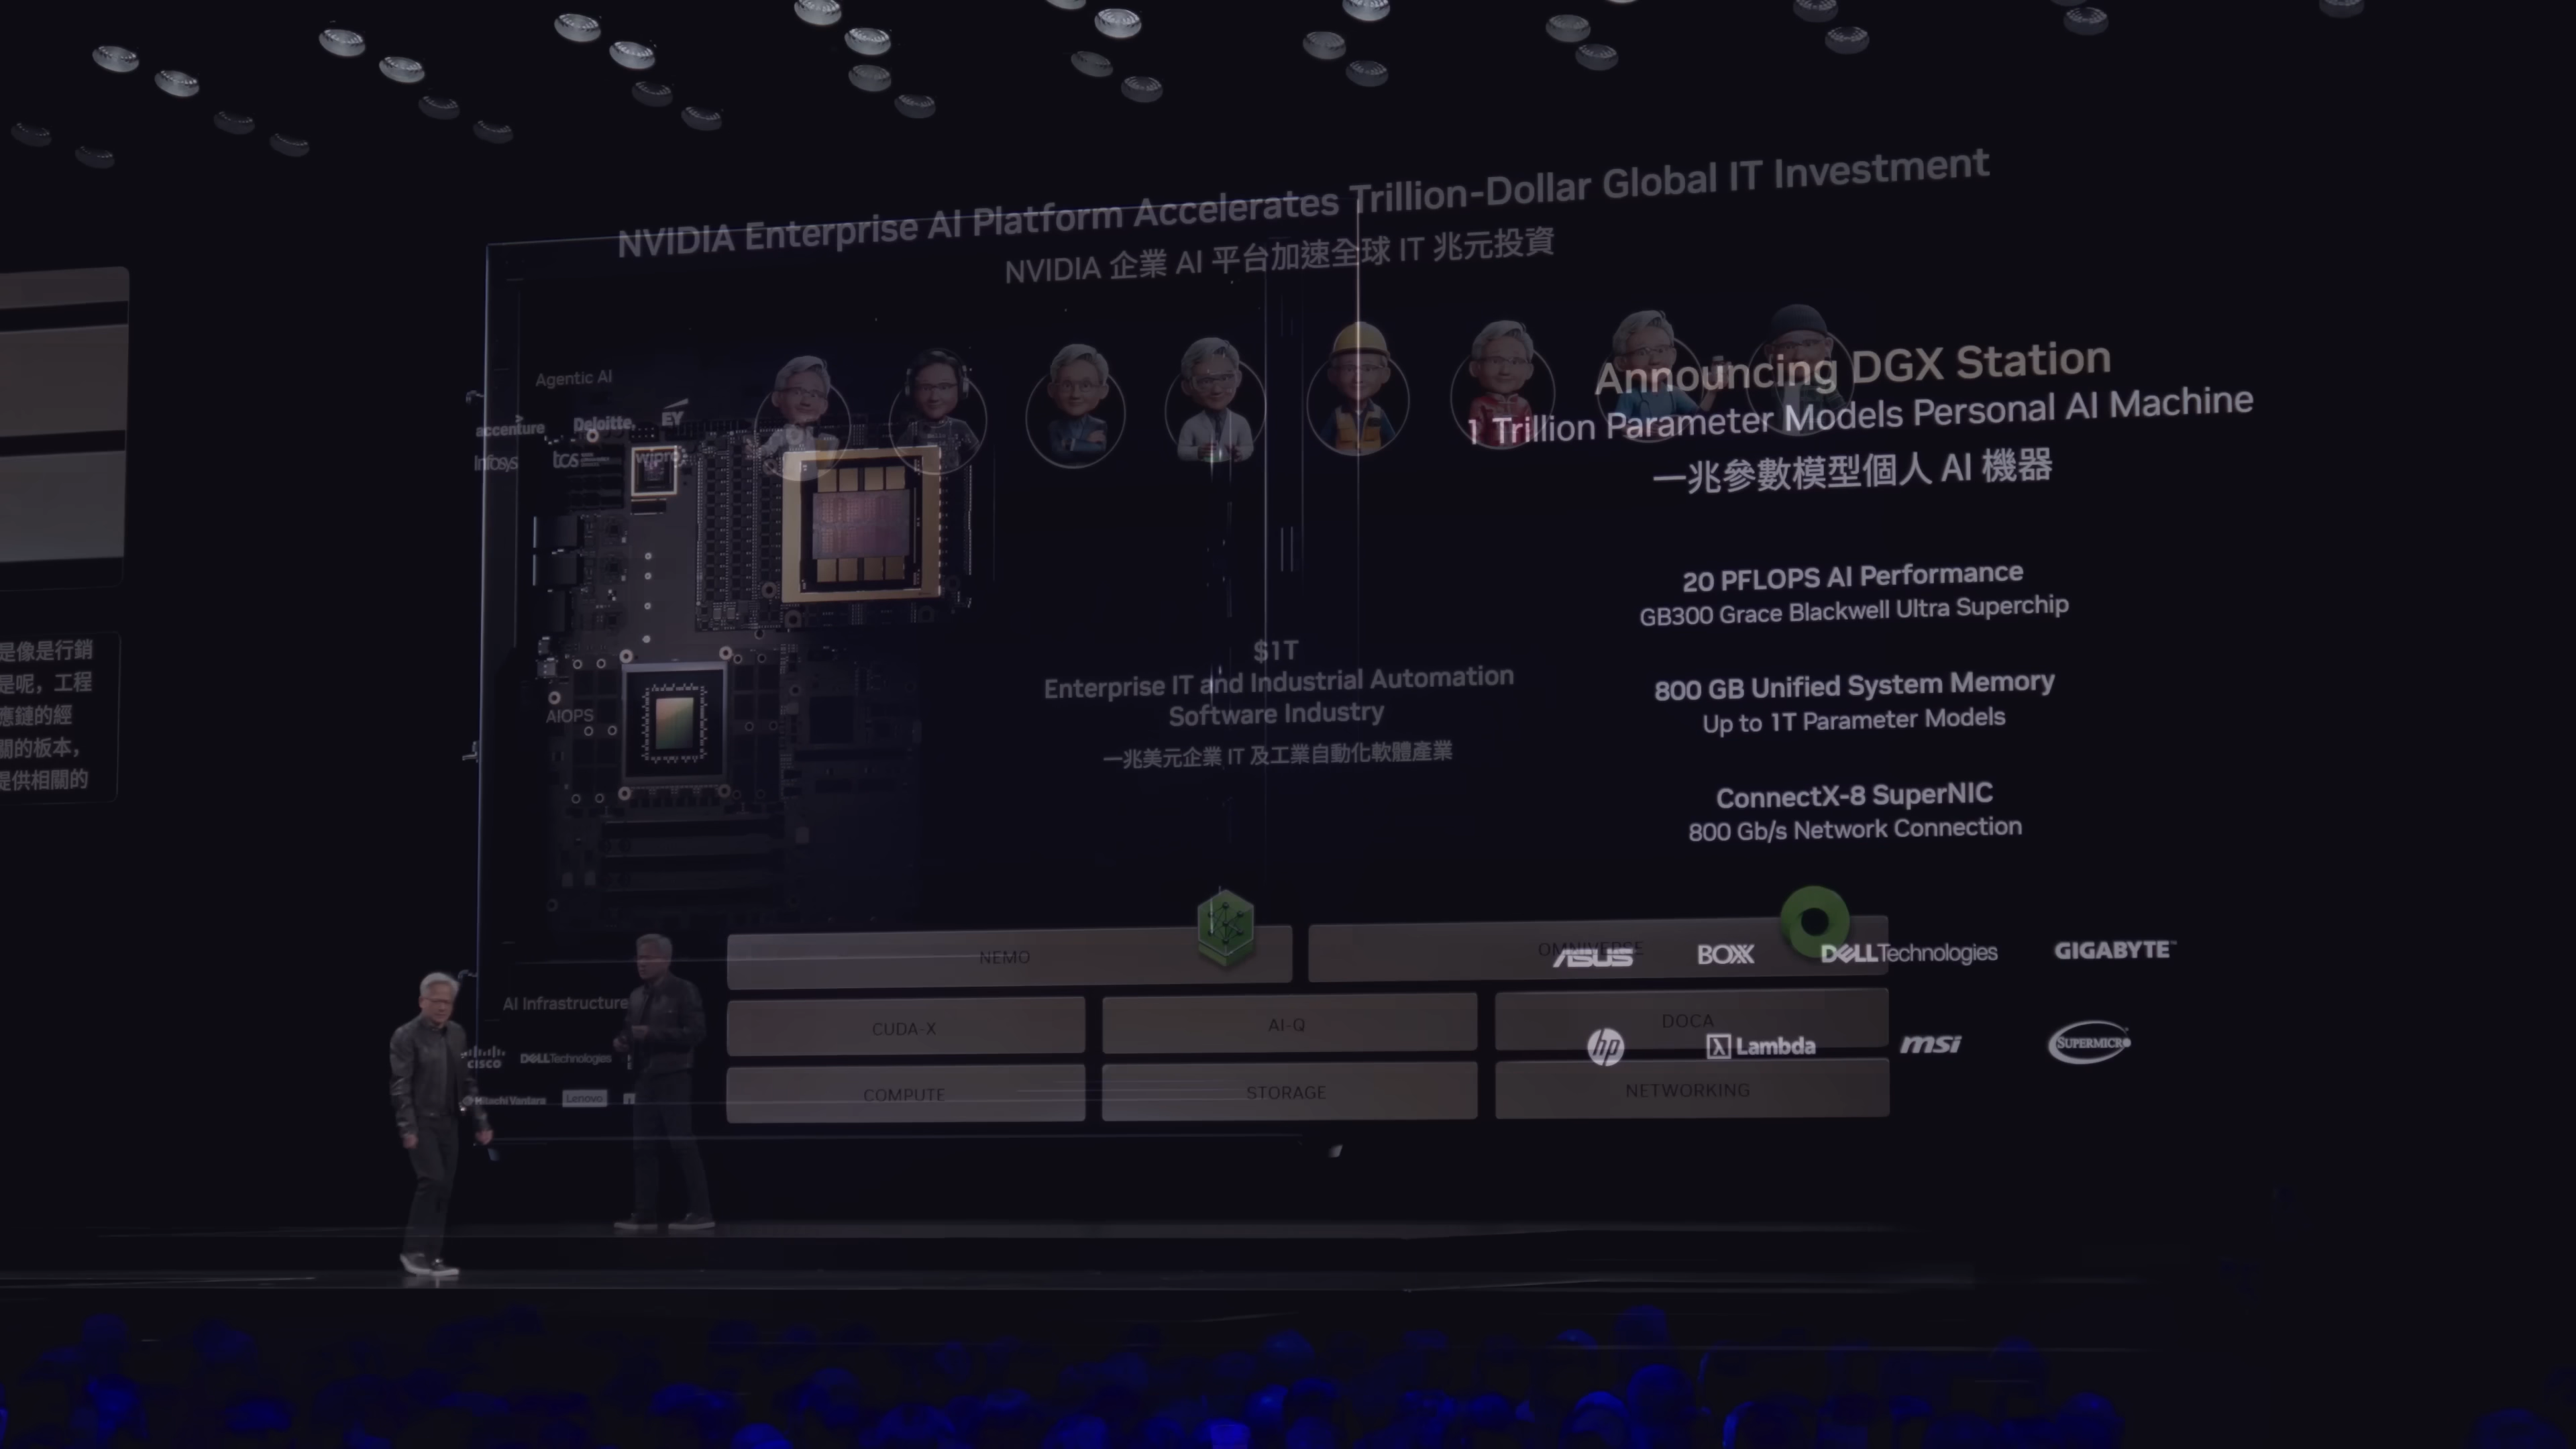 NVIDIA Enterprise AI Platform Accelerates Trillion-Dollar Global IT Investment
NVIDIA 企業 AI 平台加速全球 IT 兆元投資
Agentic AI
accenture Deloitte. EY
Infosys tcs wipro
AIOPS
$1T
Enterprise IT and Industrial Automation
Software Industry
一兆美元企業 IT 及工業自動化軟體產業
Announcing DGX Station
1 Trillion Parameter Models Personal AI Machine
一兆參數模型個人 AI 機器
20 PFLOPS AI Performance
GB300 Grace Blackwell Ultra Superchip
800 GB Unified System Memory
Up to 1T Parameter Models
ConnectX-8 SuperNIC
800 Gb/s Network Connection
ASUS BOXX DELL Technologies GIGABYTE™
hp Lambda msi SUPERMICRO
NEMO OMNIVERSE
AI Infrastructure
CUDA-X AI-Q DOCA
COMPUTE STORAGE NETWORKING
CISCO DELL Technologies
Hitachi Vantara Lenovo
是像是行銷
是呢，工程
應鏈的經
關的板本，
提供相關的